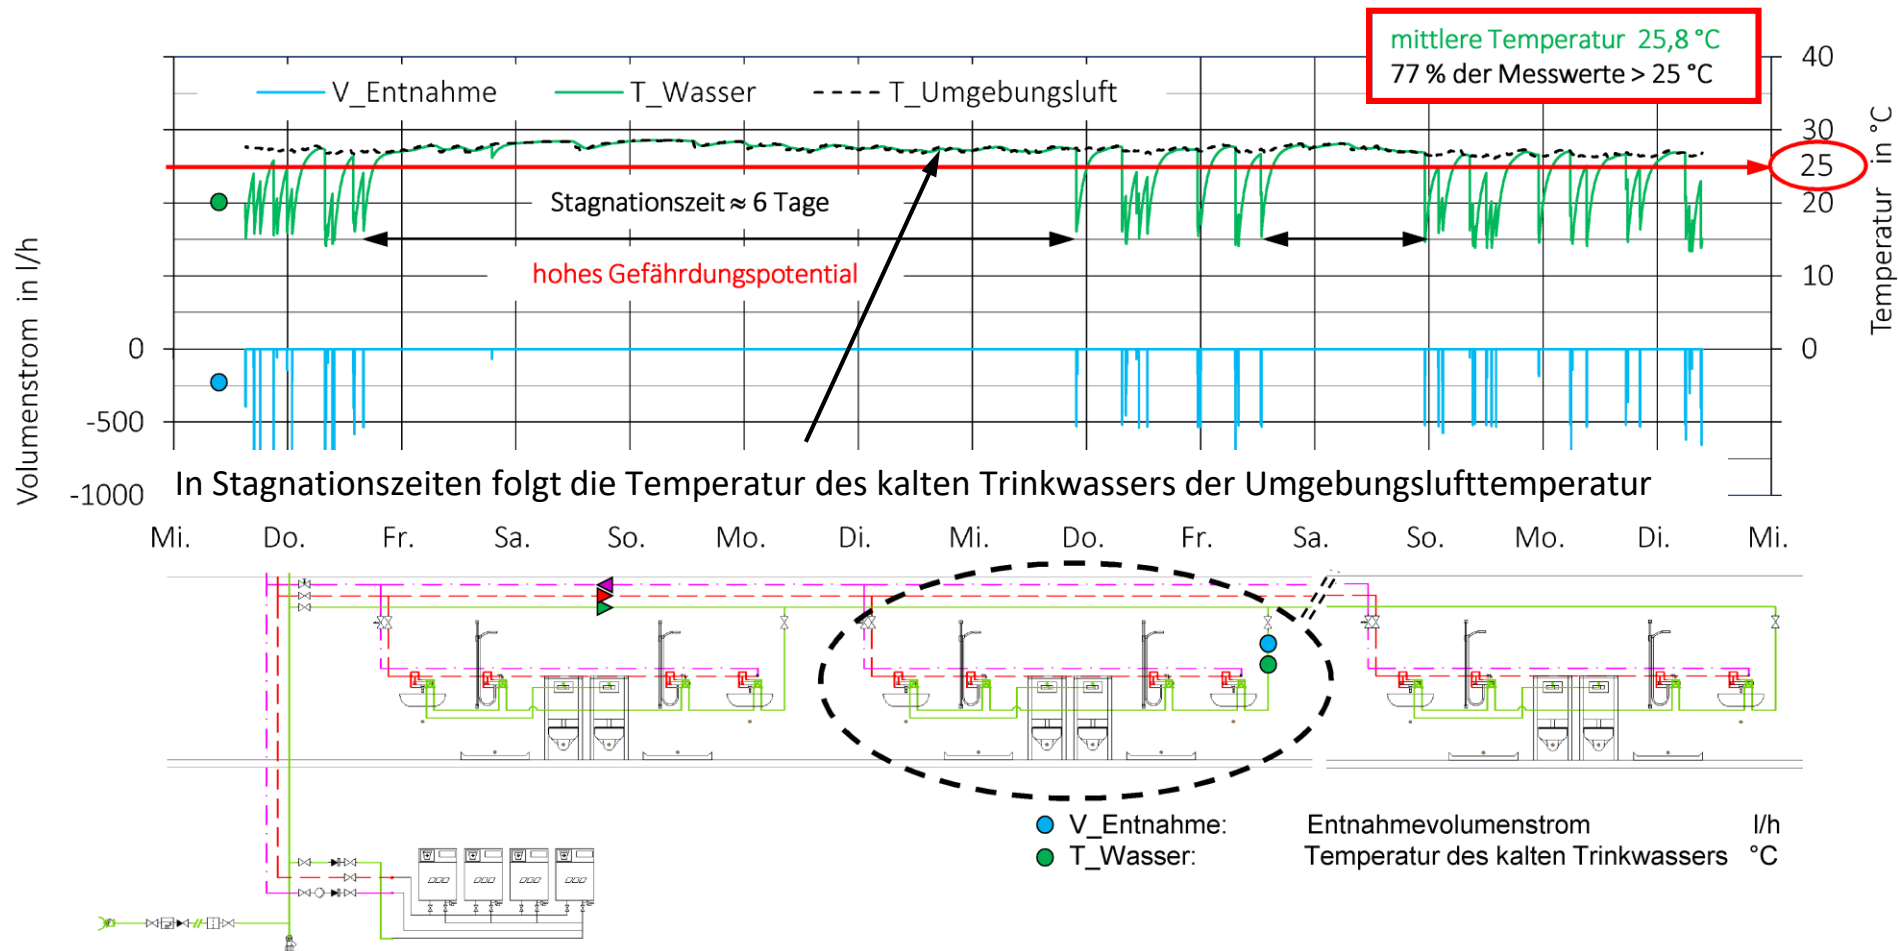 mittlere Temperatur 25,8 °C
77 % der Messwerte > 25 °C
V_Entnahme
T_Wasser
T_Umgebungsluft
40
30
25
20
10
0
Temperatur in °C
Stagnationszeit ≈ 6 Tage
hohes Gefährdungspotential
Volumenstrom in l/h
0
-500
-1000
In Stagnationszeiten folgt die Temperatur des kalten Trinkwassers der Umgebungslufttemperatur
Mi. Do. Fr. Sa. So. Mo. Di. Mi. Do. Fr. Sa. So. Mo. Di. Mi.
V_Entnahme: Entnahmevolumenstrom l/h
T_Wasser: Temperatur des kalten Trinkwassers °C